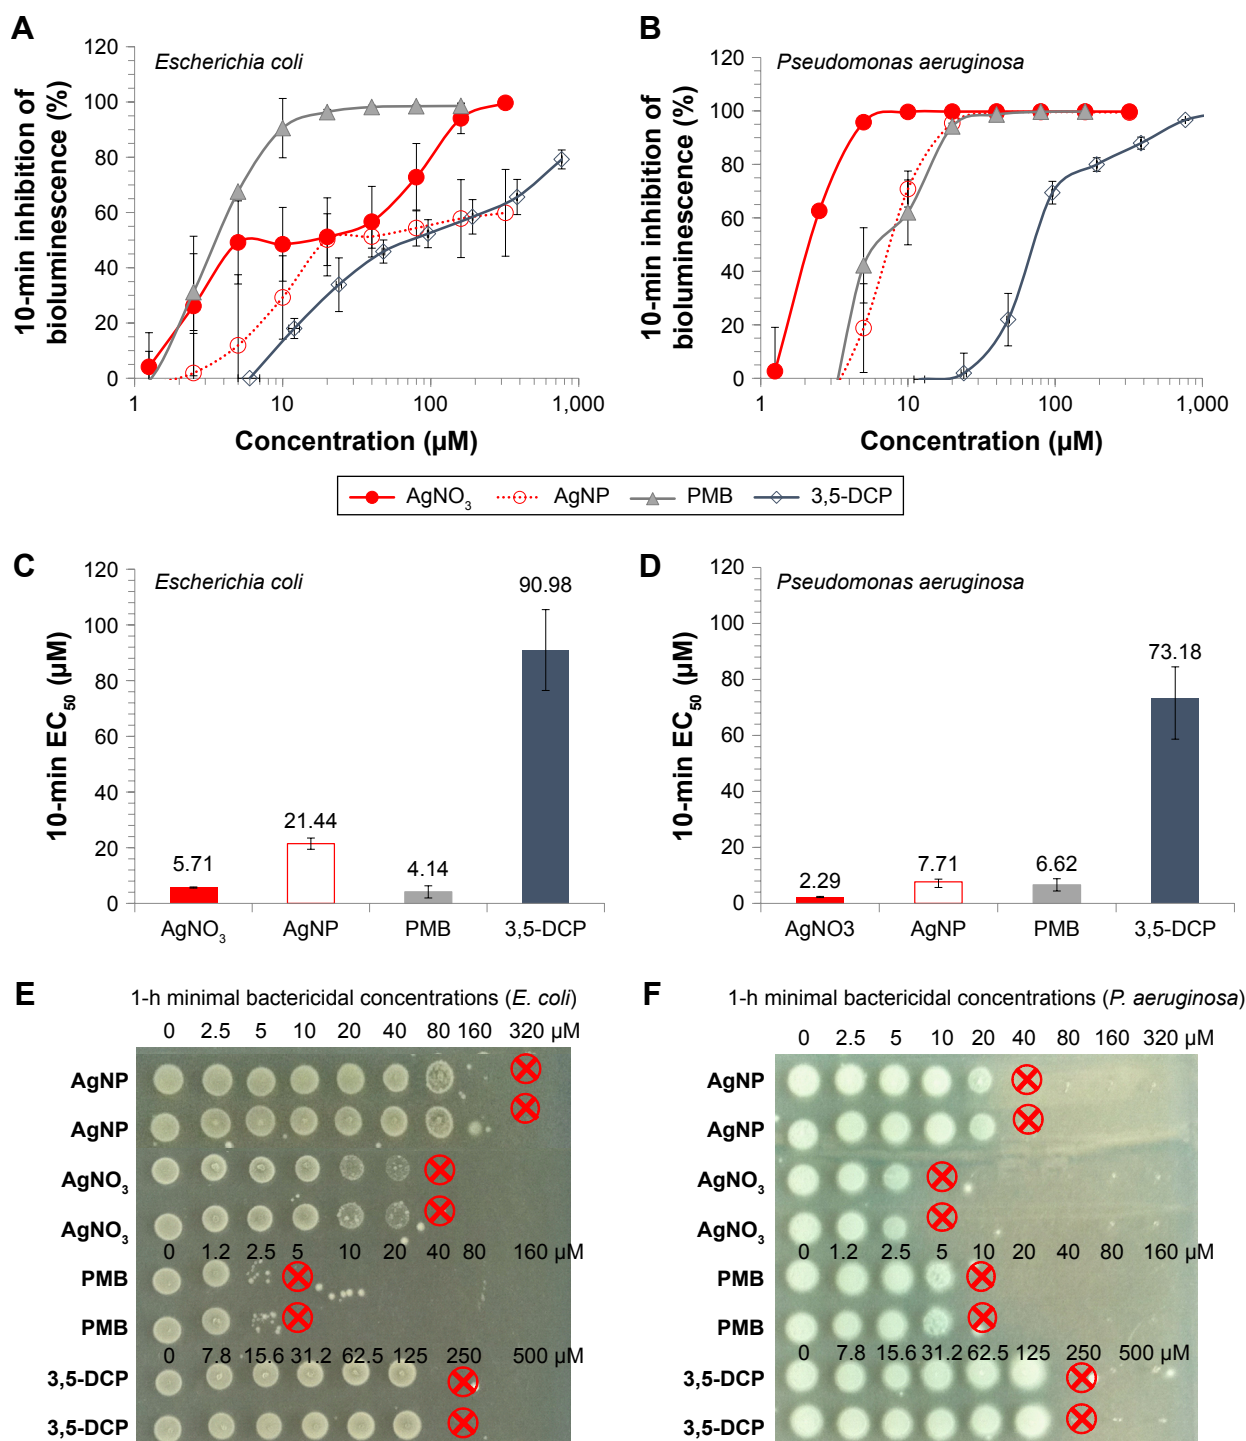 A
B
Escherichia coli
Pseudomonas aeruginosa
10-min inhibition of
bioluminescence (%)
120
100
80
60
40
20
0
1
10
100
1,000
Concentration (µM)
10-min inhibition of
bioluminescence (%)
120
100
80
60
40
20
0
1
10
100
1,000
Concentration (µM)
AgNO3 AgNP PMB 3,5-DCP
C
Escherichia coli
10-min EC50 (µM)
120
100
80
60
40
20
0
5.71
21.44
4.14
90.98
AgNO3 AgNP PMB 3,5-DCP
D
Pseudomonas aeruginosa
10-min EC50 (µM)
120
100
80
60
40
20
0
2.29
7.71
6.62
73.18
AgNO3 AgNP PMB 3,5-DCP
E
1-h minimal bactericidal concentrations (E. coli)
0 2.5 5 10 20 40 80 160 320 µM
AgNP
AgNP
AgNO3
AgNO3
0 1.2 2.5 5 10 20 40 80 160 µM
PMB
PMB
0 7.8 15.6 31.2 62.5 125 250 500 µM
3,5-DCP
3,5-DCP
F
1-h minimal bactericidal concentrations (P. aeruginosa)
0 2.5 5 10 20 40 80 160 320 µM
AgNP
AgNP
AgNO3
AgNO3
0 1.2 2.5 5 10 20 40 80 160 µM
PMB
PMB
0 7.8 15.6 31.2 62.5 125 250 500 µM
3,5-DCP
3,5-DCP